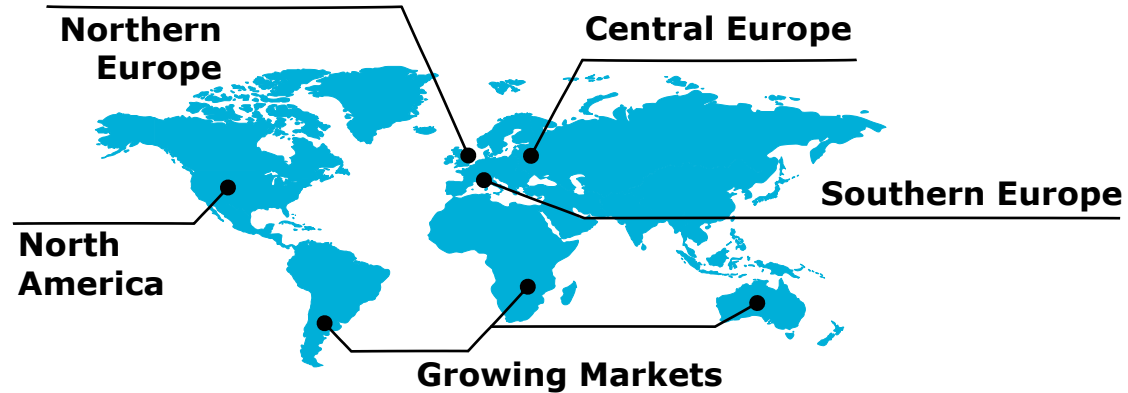 Northern
Europe
Central Europe
Southern Europe
North
America
Growing Markets